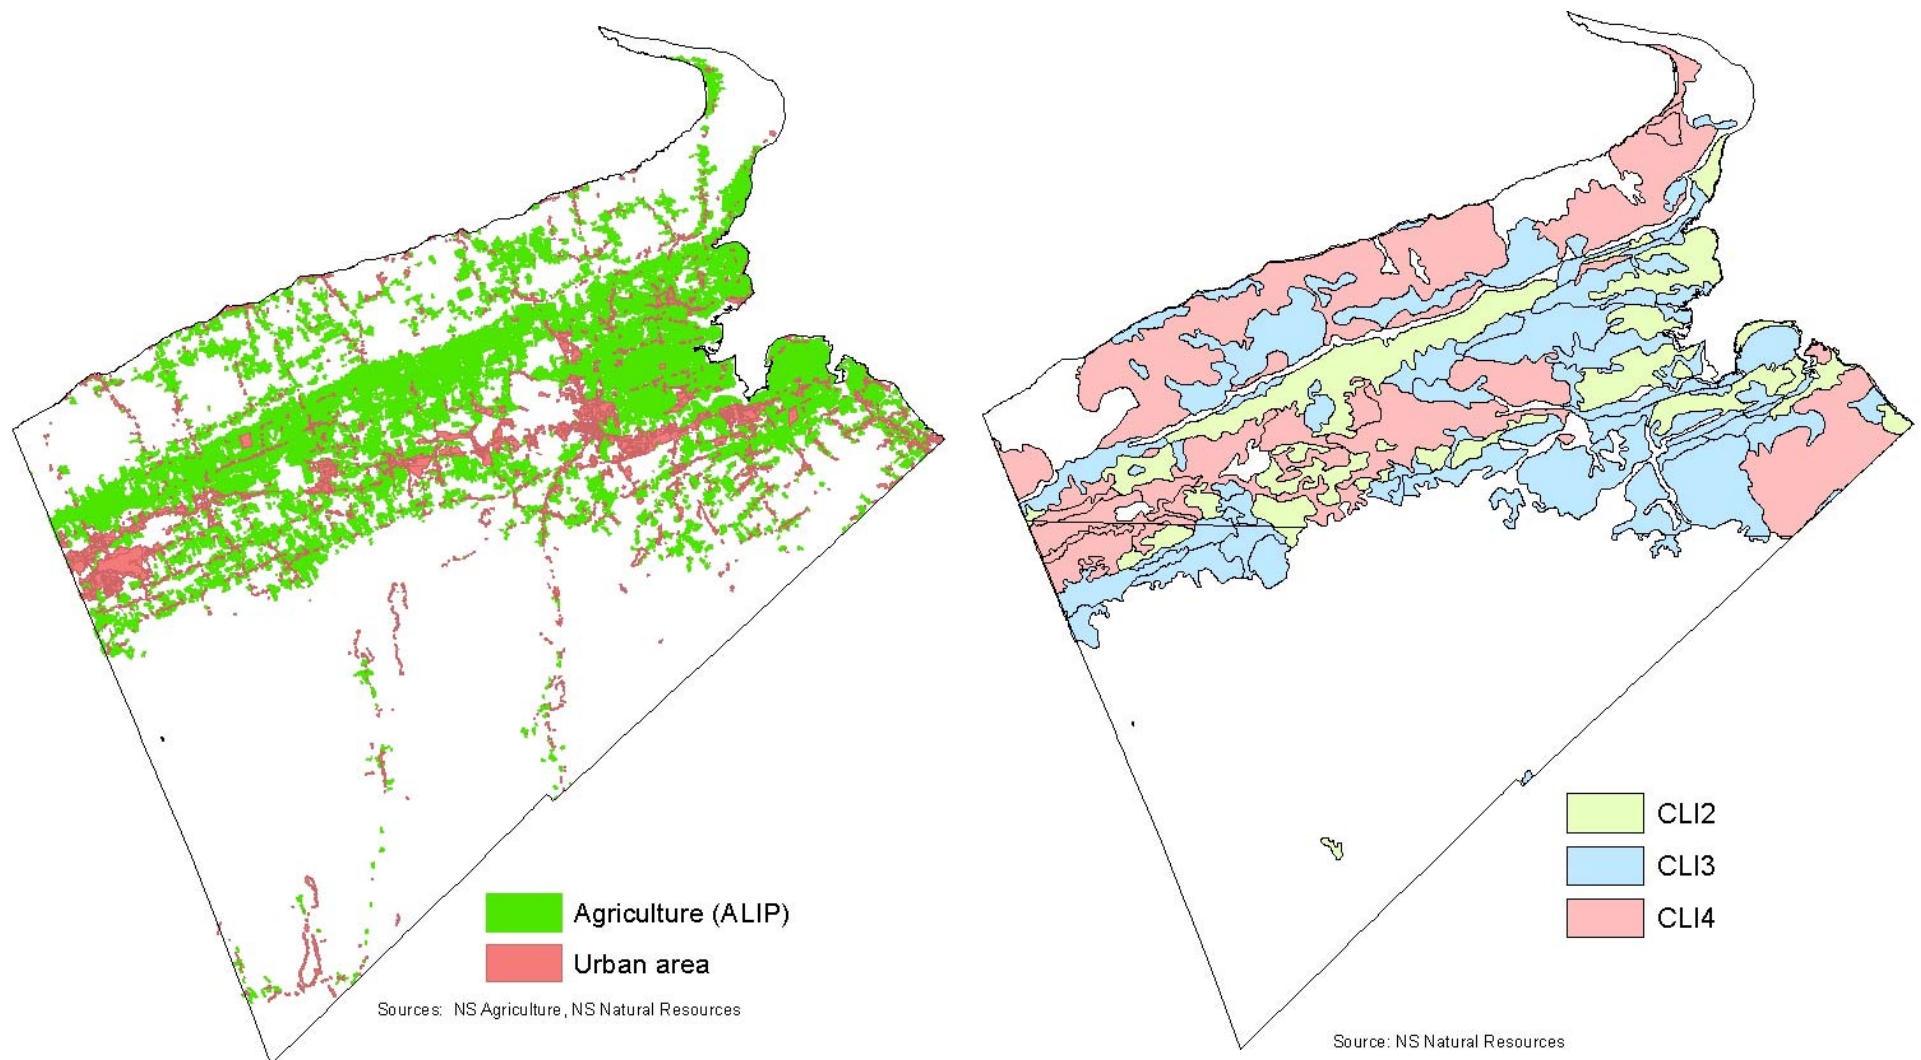 Agriculture (ALIP)
Urban area
Sources: NS Agriculture, NS Natural Resources
CLI2
CLI3
CLI4
Source: NS Natural Resources